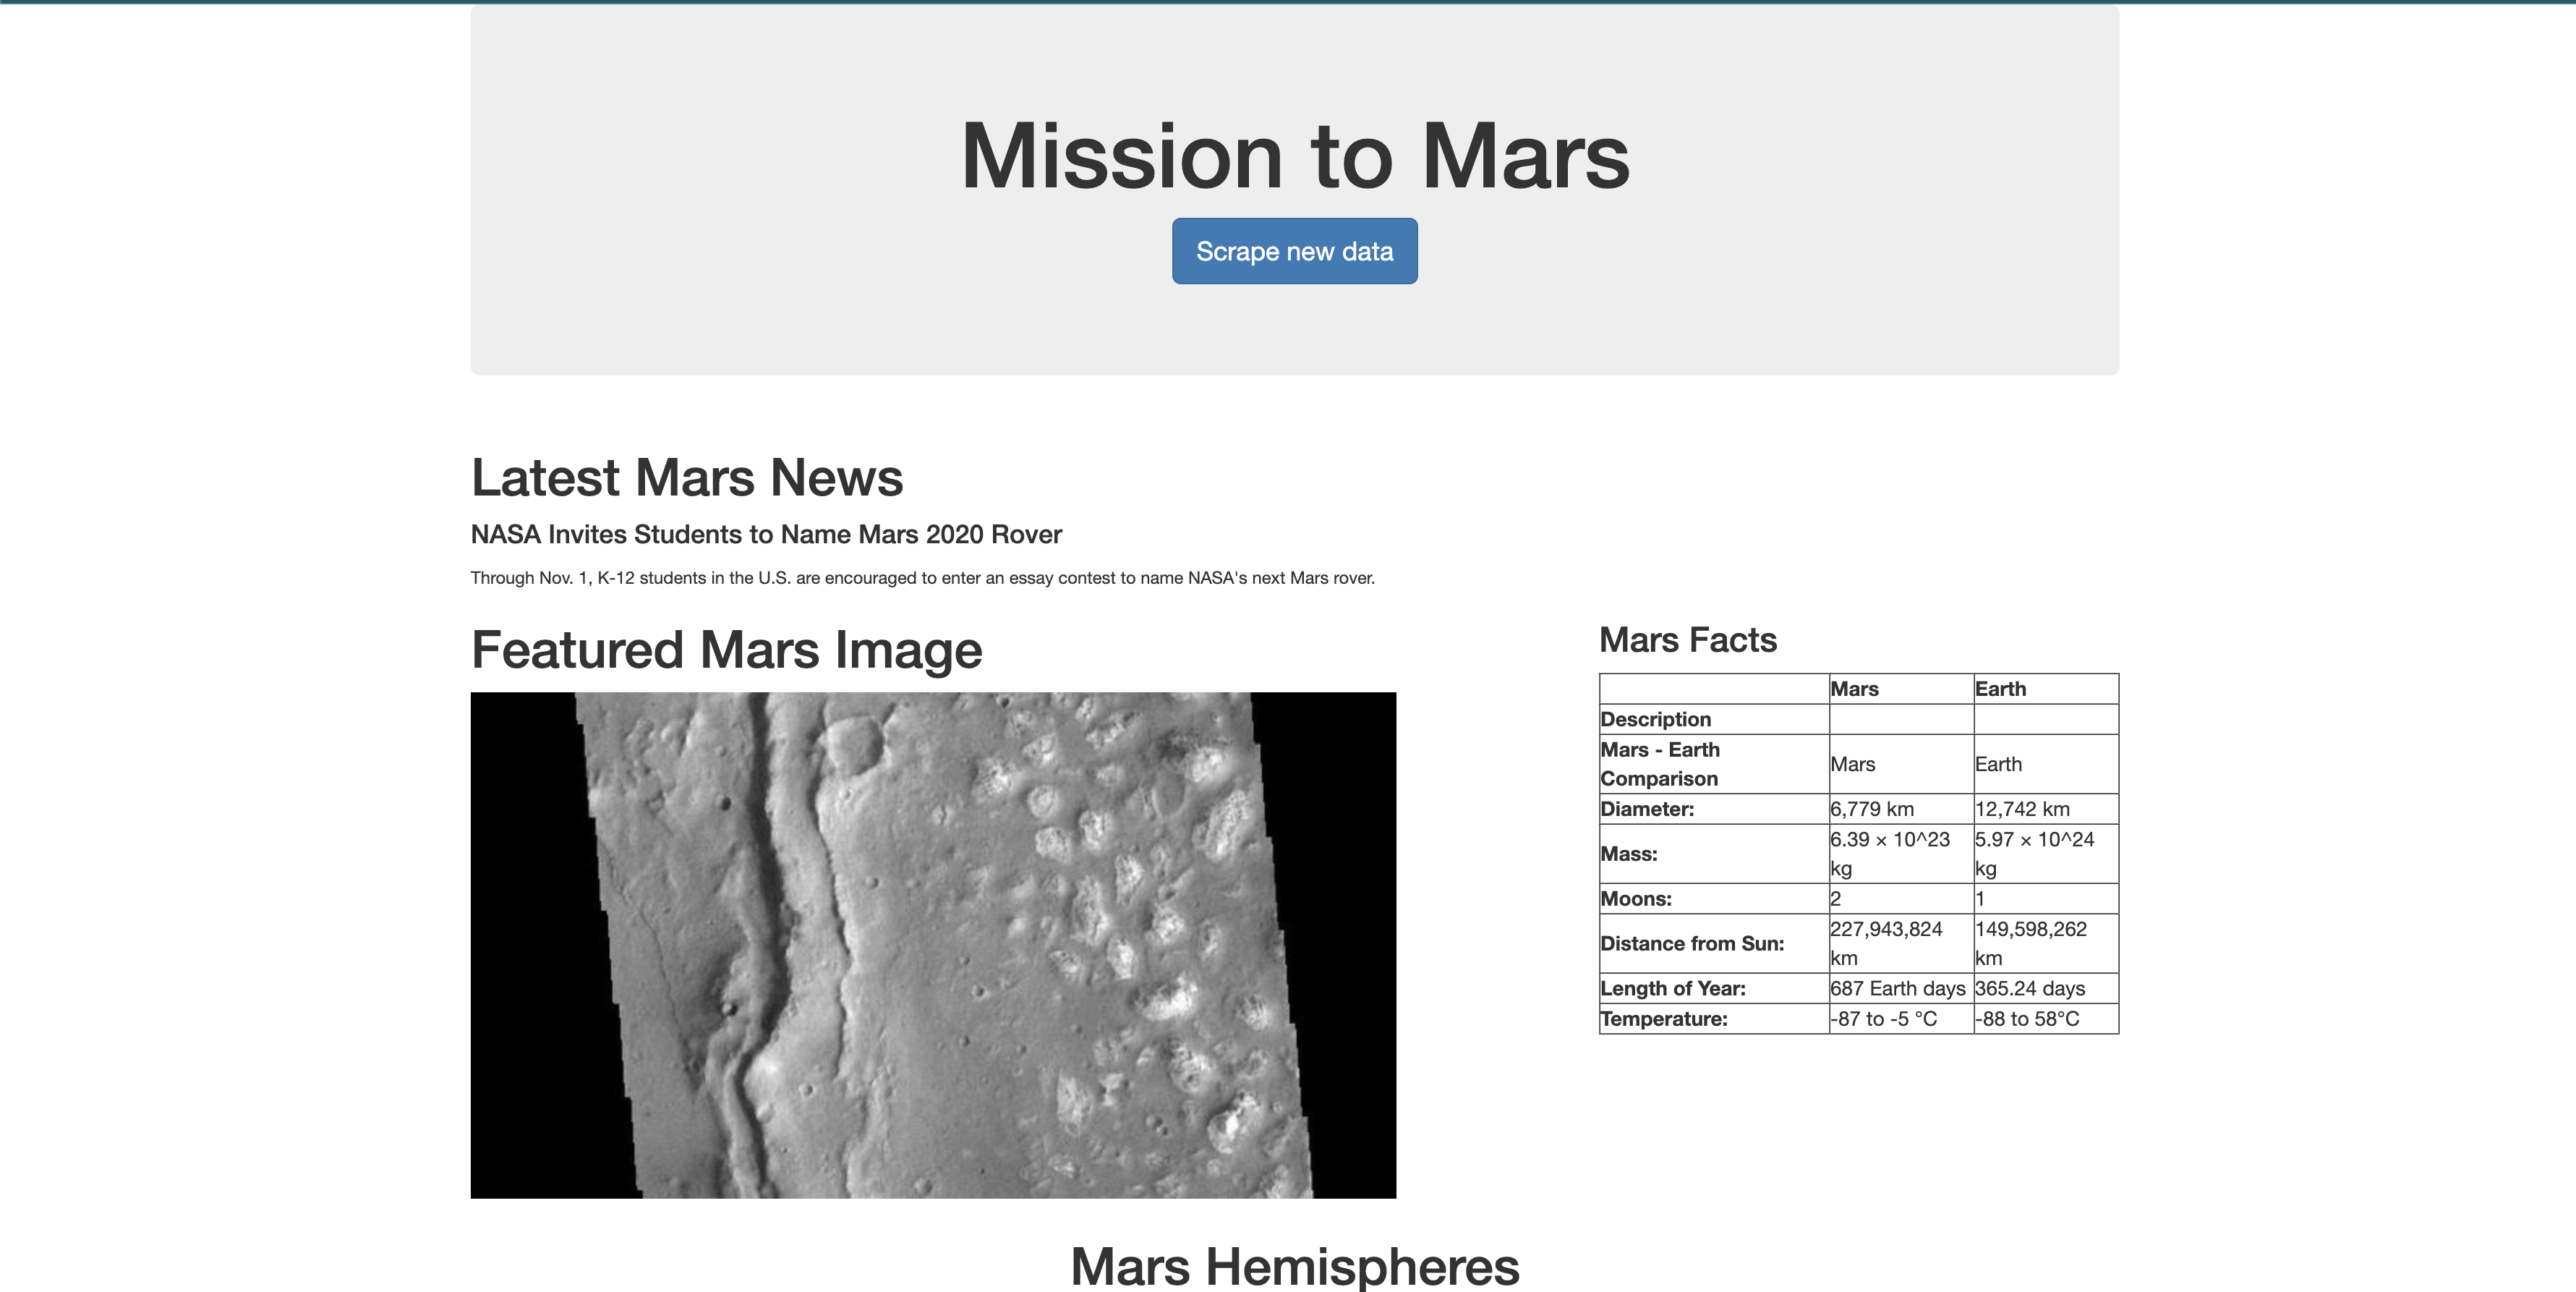 Mission to Mars
Scrape new data
Latest Mars News
NASA Invites Students to Name Mars 2020 Rover
Through Nov. 1, K-12 students in the U.S. are encouraged to enter an essay contest to name NASA's next Mars rover.
Featured Mars Image
Mars Facts
Mars Earth
Description
Mars - Earth
Comparison
Mars Earth
Diameter: 6,779 km 12,742 km
Mass: 6.39 × 10^23
kg 5.97 × 10^24
kg
Moons: 2 1
Distance from Sun: 227,943,824
km 149,598,262
km
Length of Year: 687 Earth days 365.24 days
Temperature: -87 to -5 °C -88 to 58°C
Mars Hemispheres